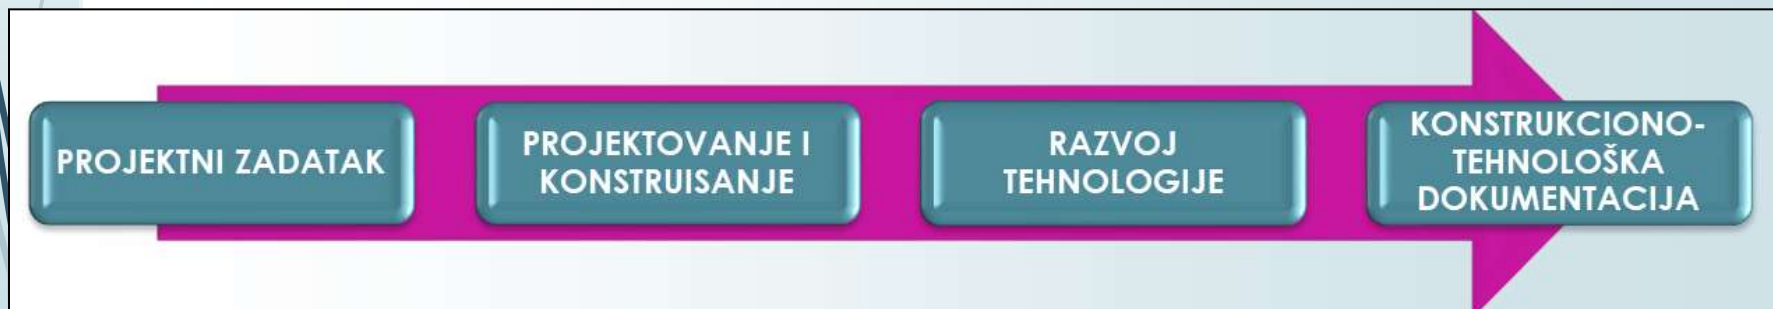 PROJEKTNI ZADATAK
PROJEKTOVANJE I
KONSTRUISANJE
RAZVOJ
TEHNOLOGIJE
KONSTRUKCIONO-
TEHNOLOŠKA
DOKUMENTACIJA